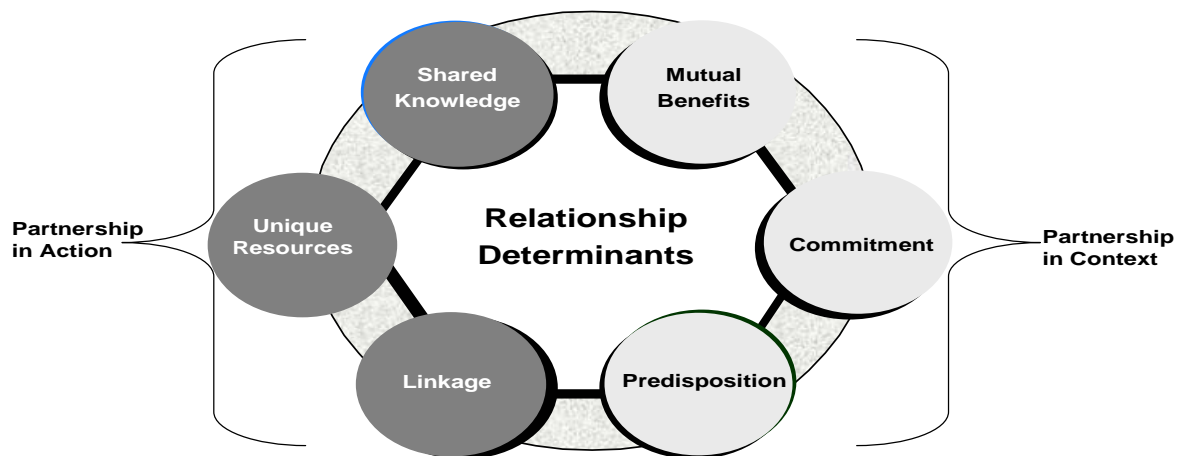 Shared
Knowledge
Mutual
Benefits
Unique
Resources
Relationship
Determinants
Commitment
Partnership
in Action
Partnership
in Context
Linkage
Predisposition